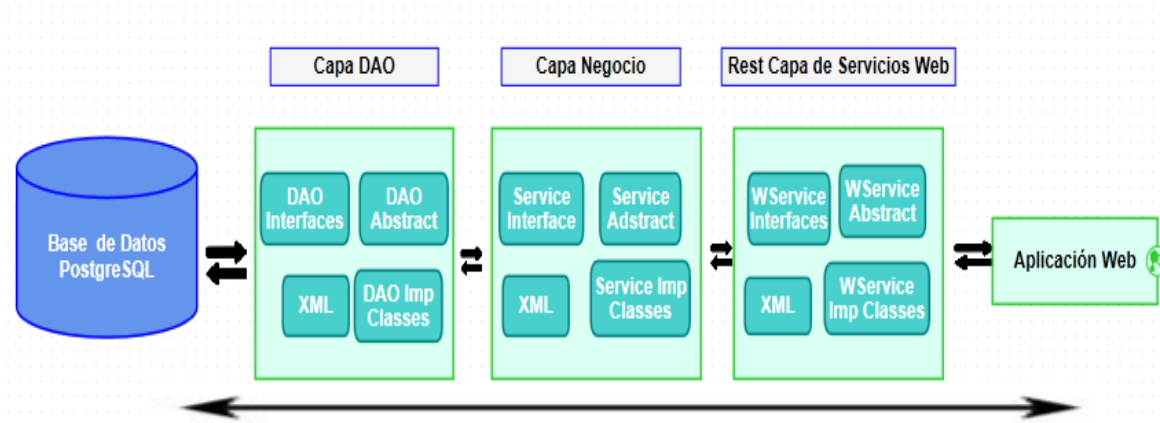 Capa DAO
Capa Negocio
Rest Capa de Servicios Web
Base de Datos
PostgreSQL
DAO
Interfaces
DAO
Abstract
XML
DAO Imp
Classes
Service
Interface
Service
Adstract
XML
Service Imp
Classes
WService
Interfaces
WService
Abstract
XML
WService
Imp Classes
Aplicación Web